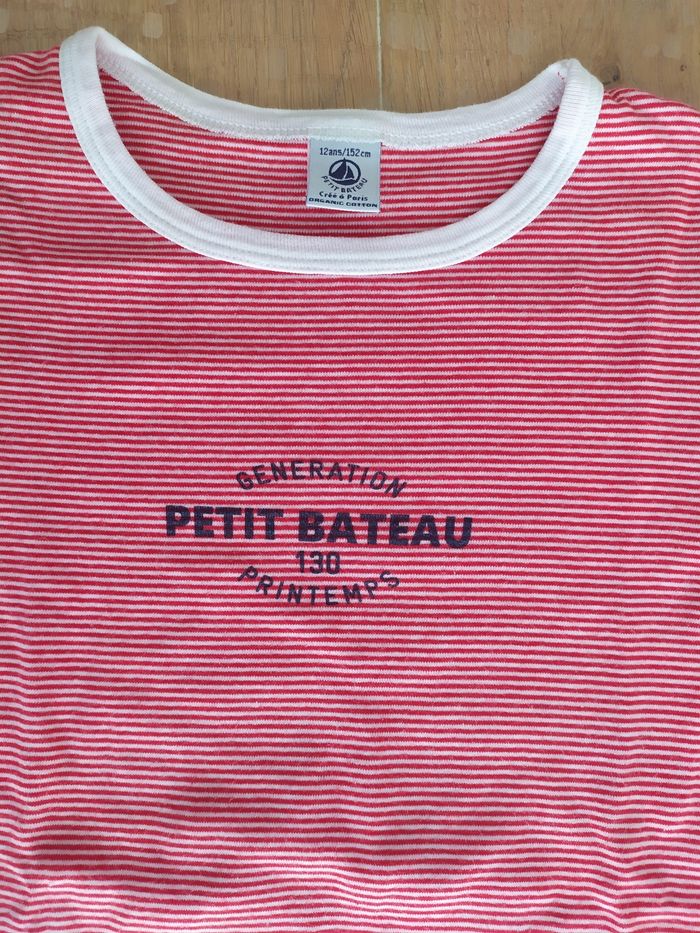 12ans/152cm
PETIT BATEAU
Créé à Paris
ORGANIC COTTON
GENERATION
PETIT BATEAU
130
PRINTEMPS